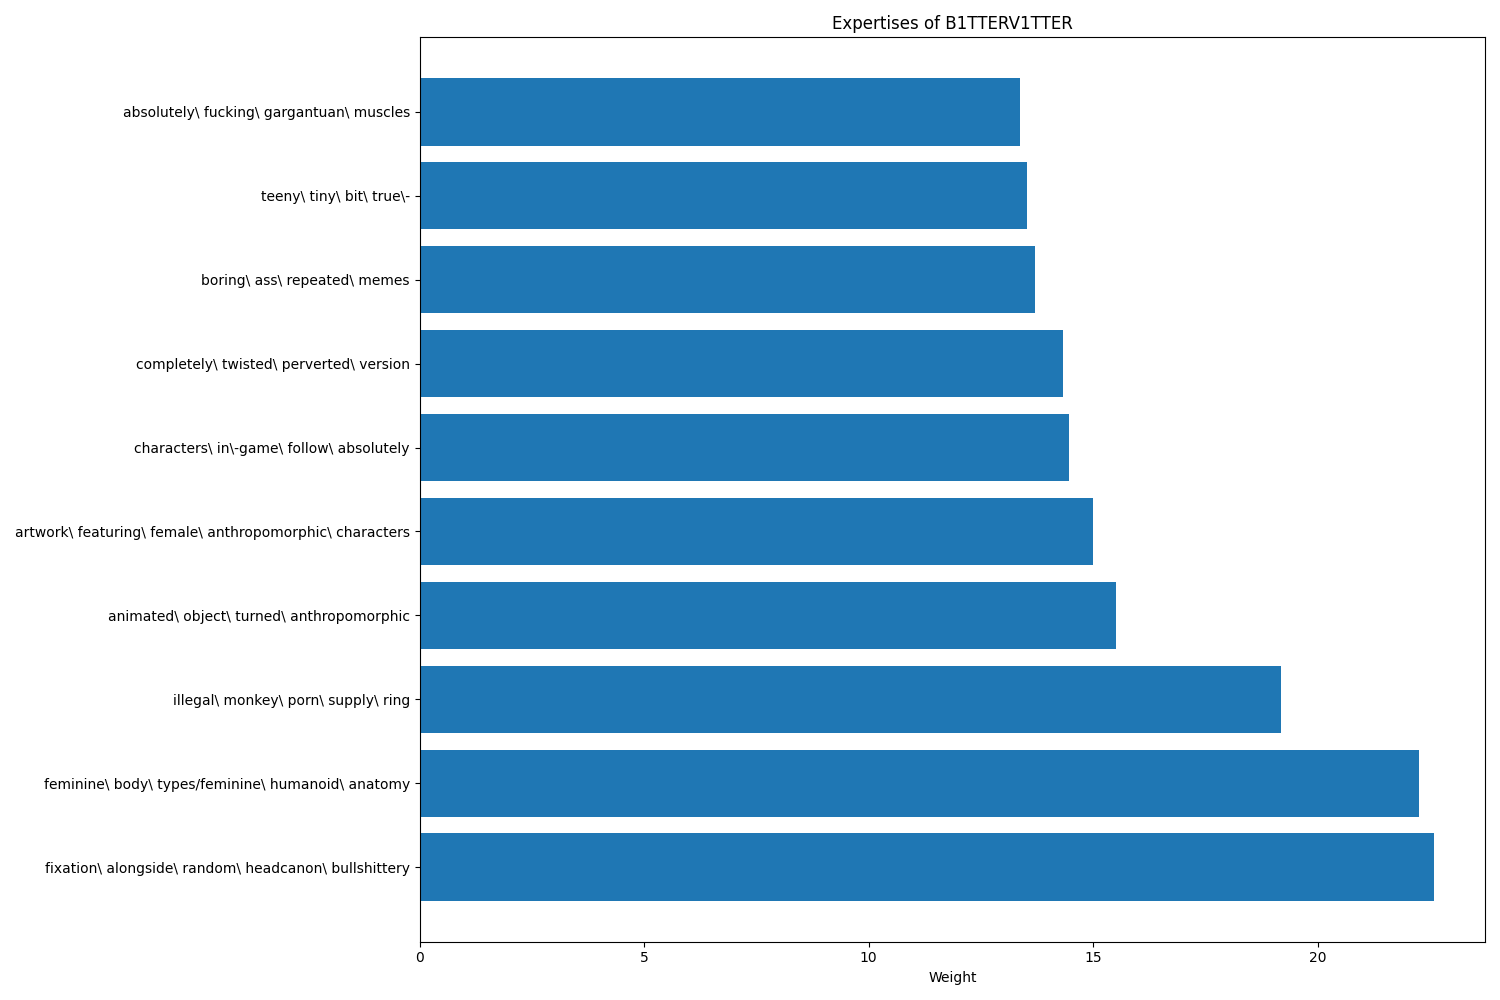 Expertises of B1TTERV1TTER
absolutely\ fucking\ gargantuan\ muscles
teeny\ tiny\ bit\ true\-
boring\ ass\ repeated\ memes
completely\ twisted\ perverted\ version
characters\ in\-game\ follow\ absolutely
artwork\ featuring\ female\ anthropomorphic\ characters
animated\ object\ turned\ anthropomorphic
illegal\ monkey\ porn\ supply\ ring
feminine\ body\ types/feminine\ humanoid\ anatomy
fixation\ alongside\ random\ headcanon\ bullshittery
0 5 10 15 20
Weight